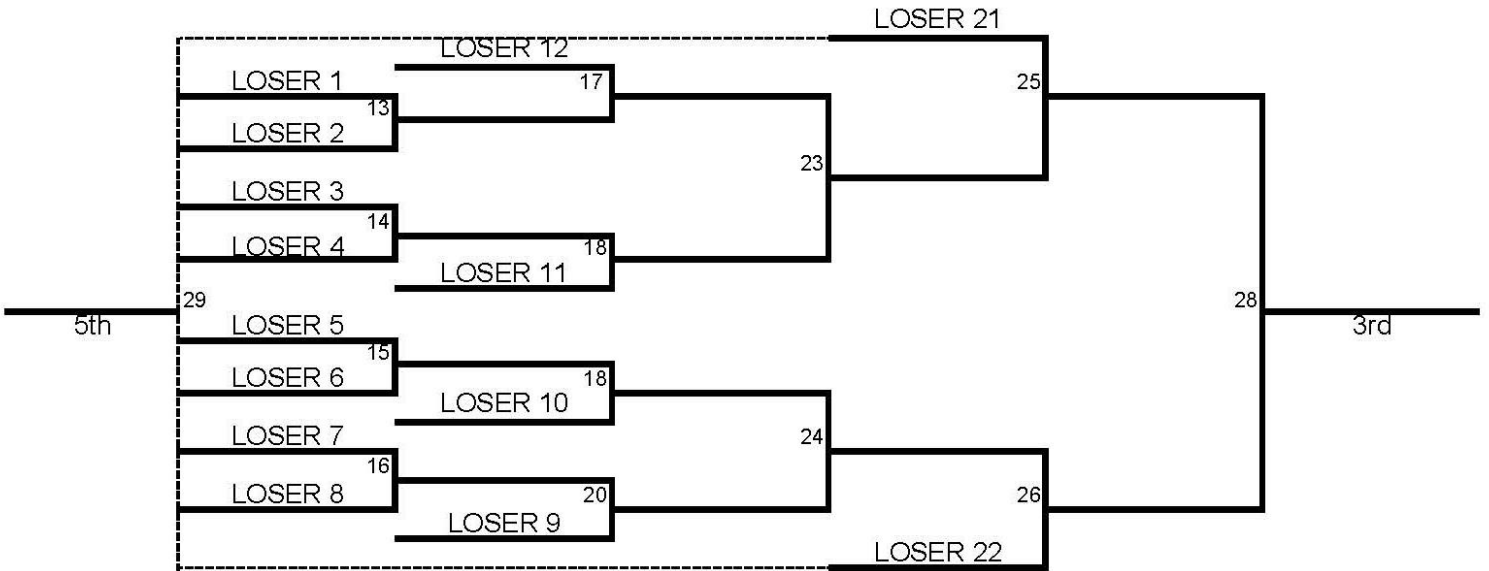 LOSER 21
LOSER 12
LOSER 1
17
25
13
LOSER 2
23
LOSER 3
14
LOSER 4
18
LOSER 11
29
28
5th
3rd
LOSER 5
15
LOSER 6
18
LOSER 10
LOSER 7
24
16
LOSER 8
20
26
LOSER 9
LOSER 22